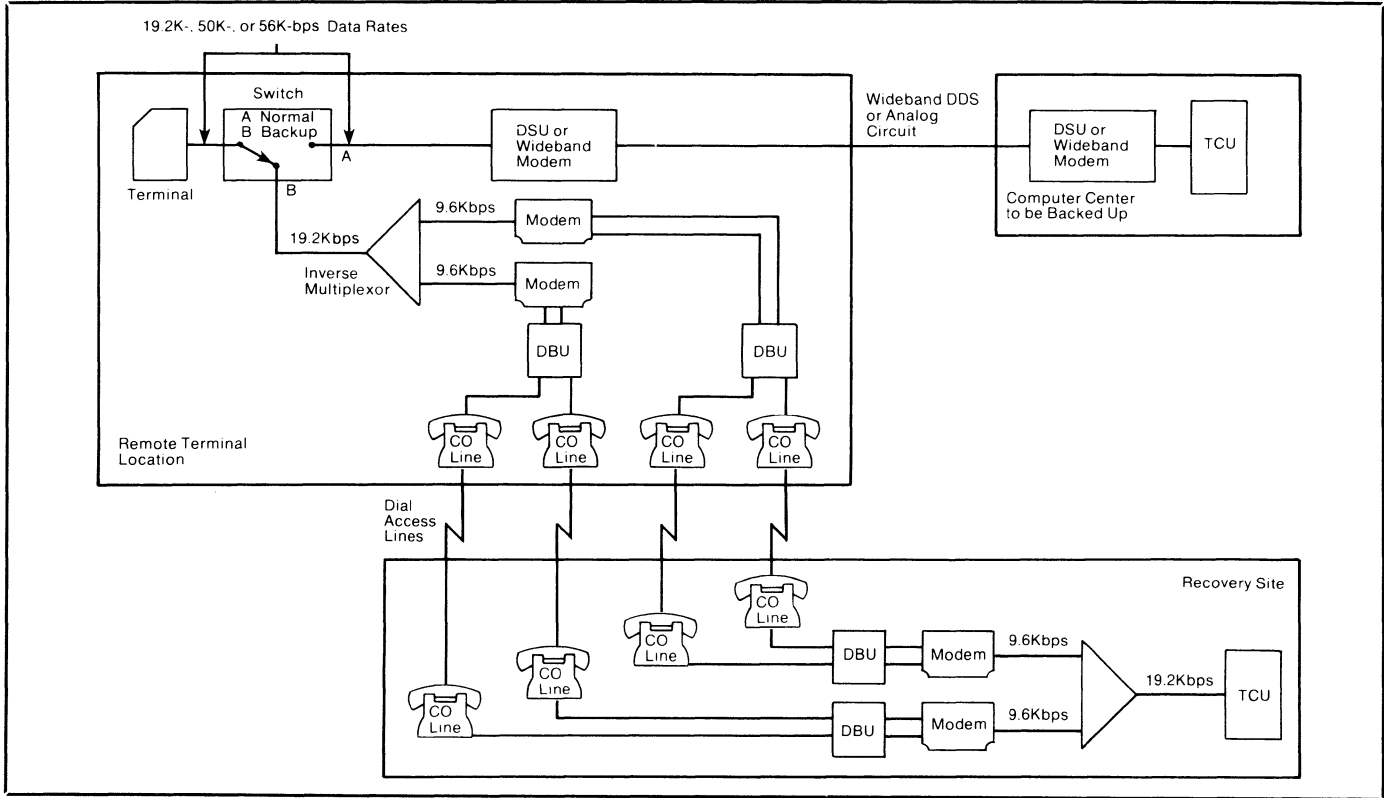 19.2K-, 50K-, or 56K-bps Data Rates
Switch
A Normal
B Backup
A
B
Terminal
DSU or
Wideband
Modem
Wideband DDS
or Analog
Circuit
DSU or
Wideband
Modem
TCU
Computer Center
to be Backed Up
19.2Kbps
Inverse
Multiplexor
9.6Kbps
Modem
9.6Kbps
Modem
DBU
DBU
CO
Line
CO
Line
CO
Line
CO
Line
Remote Terminal
Location
Dial
Access
Lines
Recovery Site
CO
Line
CO
Line
CO
Line
CO
Line
DBU
Modem
9.6Kbps
DBU
Modem
9.6Kbps
19.2Kbps
TCU